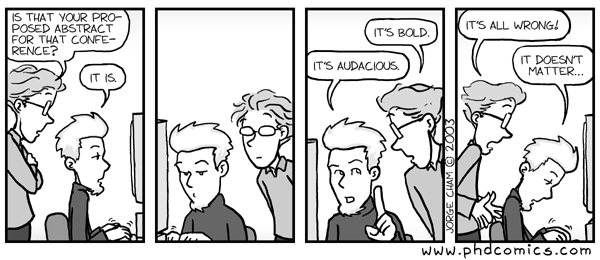 IS THAT YOUR PRO-
POSED ABSTRACT
FOR THAT CONFE-
RENCE?
IT IS.
IT'S BOLD.
IT'S AUDACIOUS.
JORGE CHAM © 2003
IT'S ALL WRONG!
IT DOESN'T
MATTER...
www.phdcomics.com